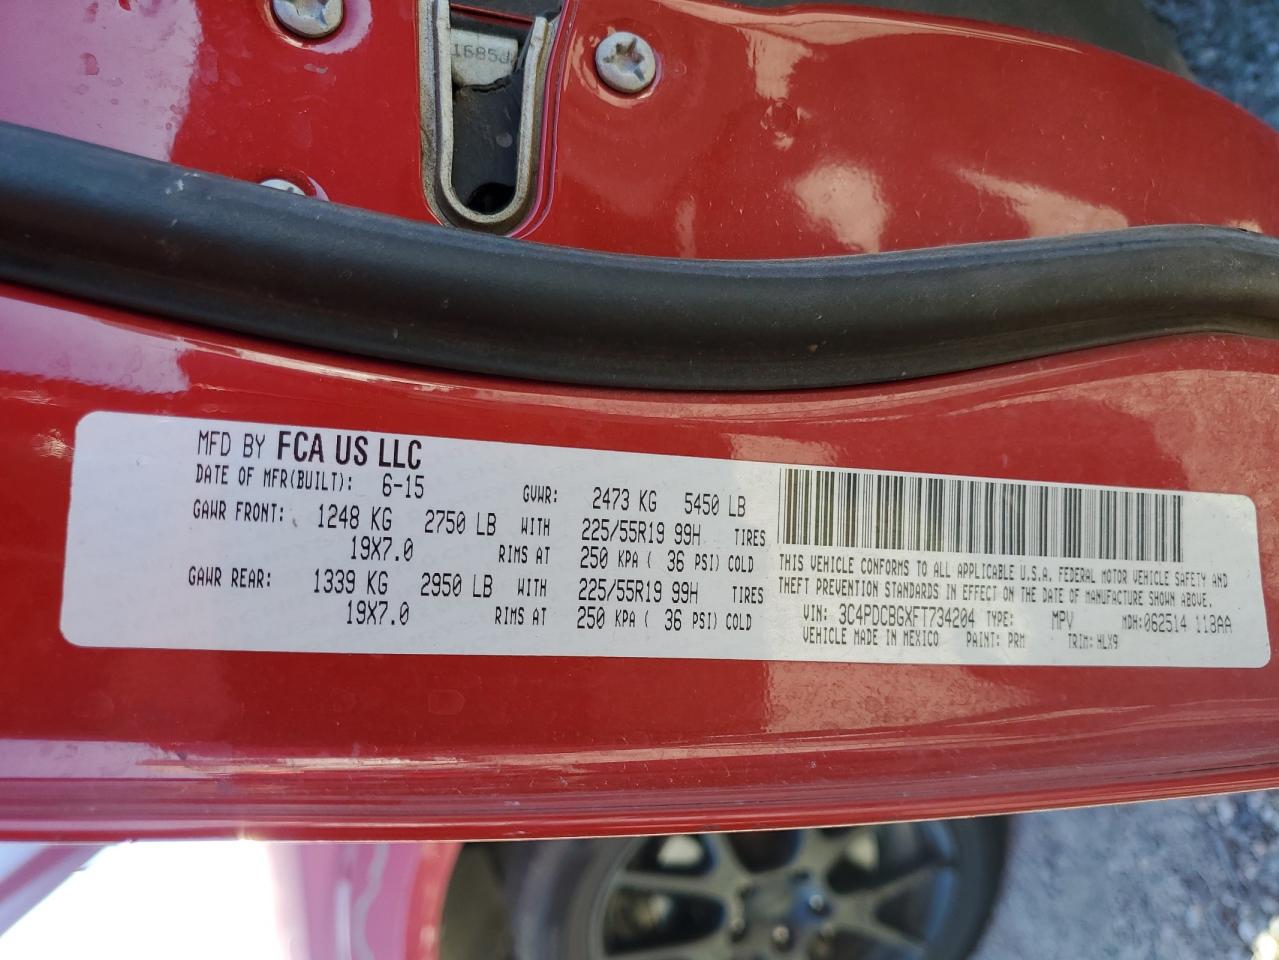 1685J
MFD BY FCA US LLC
DATE OF MFR(BUILT): 6-15 GVWR: 2473 KG 5450 LB
GAWR FRONT: 1248 KG 2750 LB WITH 225/55R19 99H TIRES
19X7.0 RIMS AT 250 KPA ( 36 PSI) COLD
GAWR REAR: 1339 KG 2950 LB WITH 225/55R19 99H TIRES
19X7.0 RIMS AT 250 KPA ( 36 PSI) COLD
THIS VEHICLE CONFORMS TO ALL APPLICABLE U.S.A. FEDERAL MOTOR VEHICLE SAFETY AND
THEFT PREVENTION STANDARDS IN EFFECT ON THE DATE OF MANUFACTURE SHOWN ABOVE.
VIN: 3C4PDCBGXFT734204 TYPE: MPV MDH:062514 113AA
VEHICLE MADE IN MEXICO PAINT: PRM TRIM: HLX9